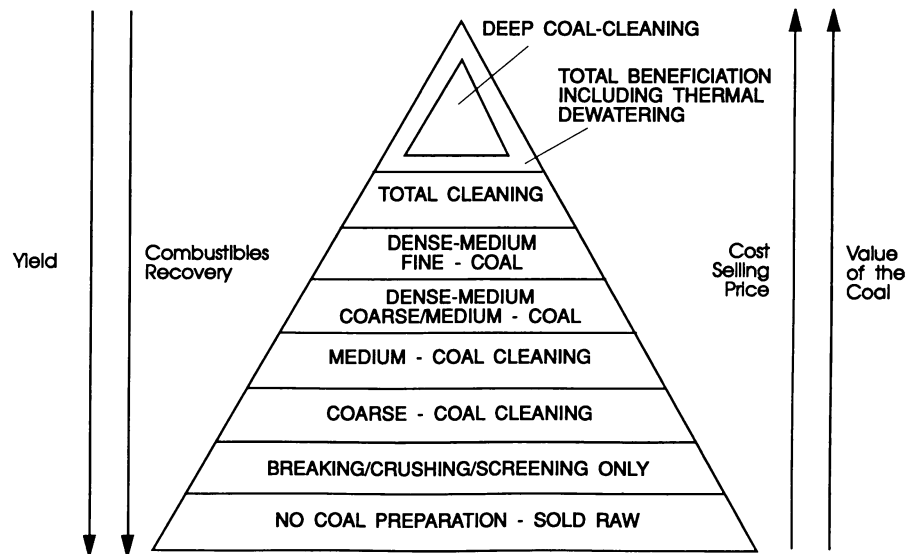 DEEP COAL-CLEANING
TOTAL BENEFICIATION
INCLUDING THERMAL
DEWATERING
TOTAL CLEANING
DENSE-MEDIUM
FINE - COAL
DENSE-MEDIUM
COARSE/MEDIUM - COAL
MEDIUM - COAL CLEANING
COARSE - COAL CLEANING
BREAKING/CRUSHING/SCREENING ONLY
NO COAL PREPARATION - SOLD RAW
Yield
Combustibles
Recovery
Cost
Selling
Price
Value
of the
Coal